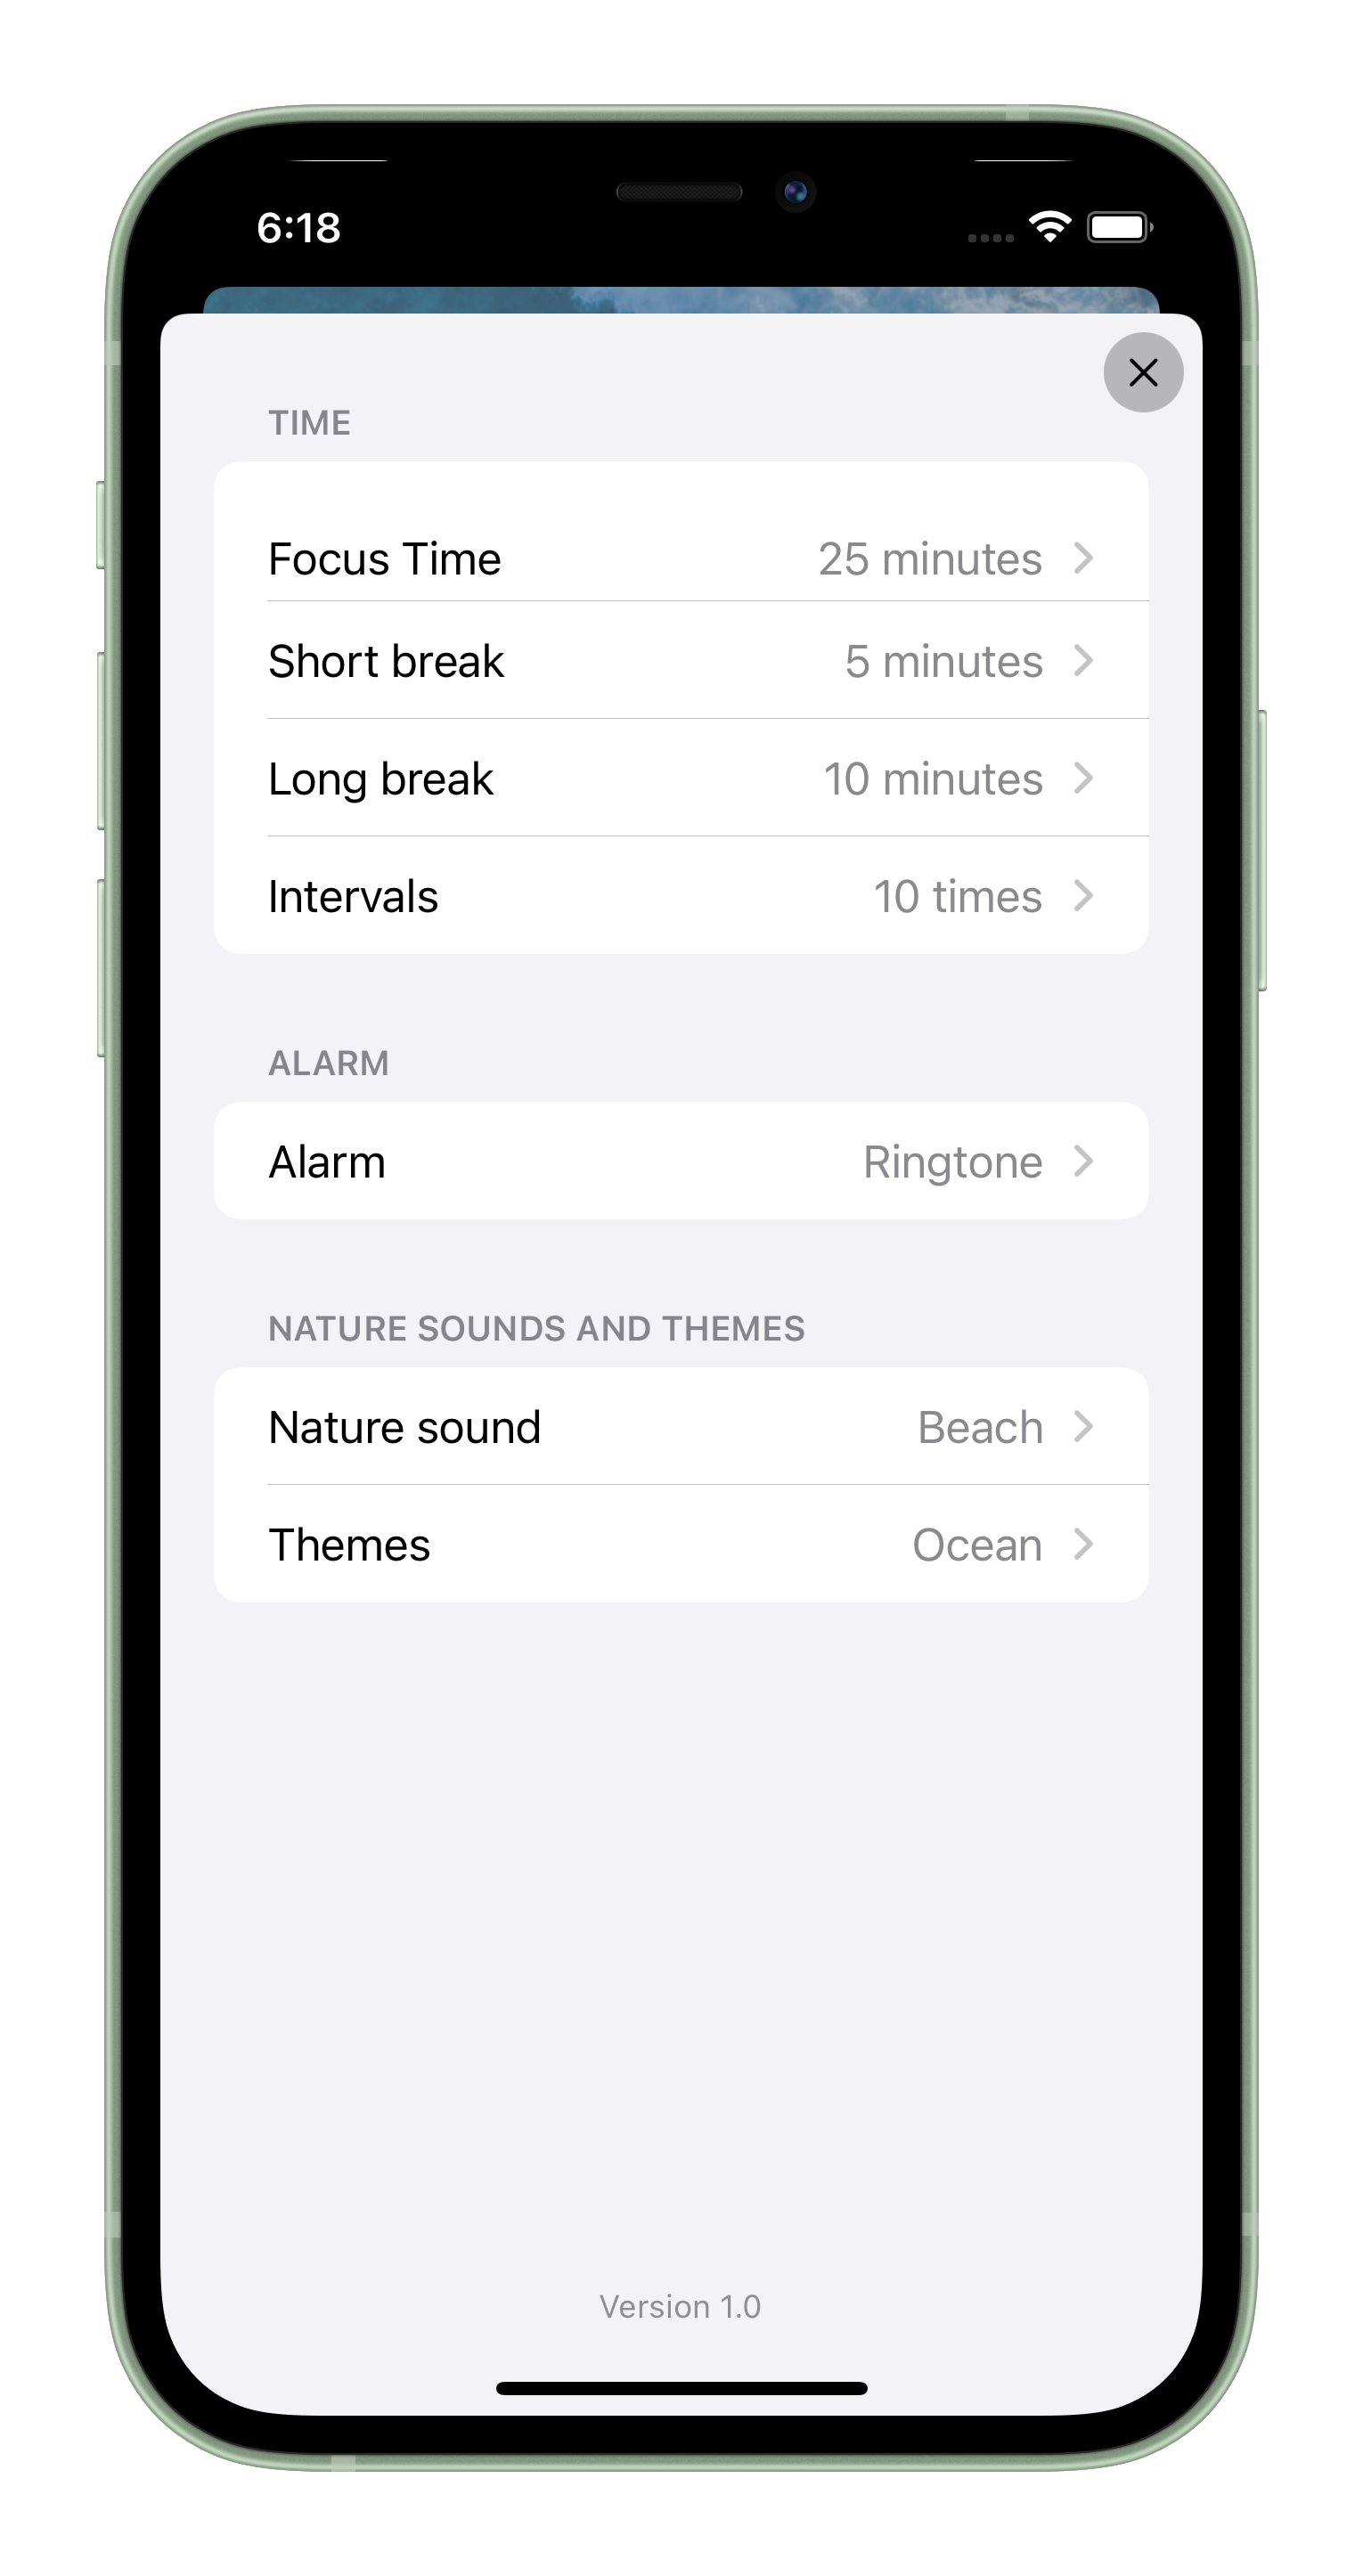 6:18
TIME
Focus Time 25 minutes
Short break 5 minutes
Long break 10 minutes
Intervals 10 times
ALARM
Alarm Ringtone
NATURE SOUNDS AND THEMES
Nature sound Beach
Themes Ocean
Version 1.0